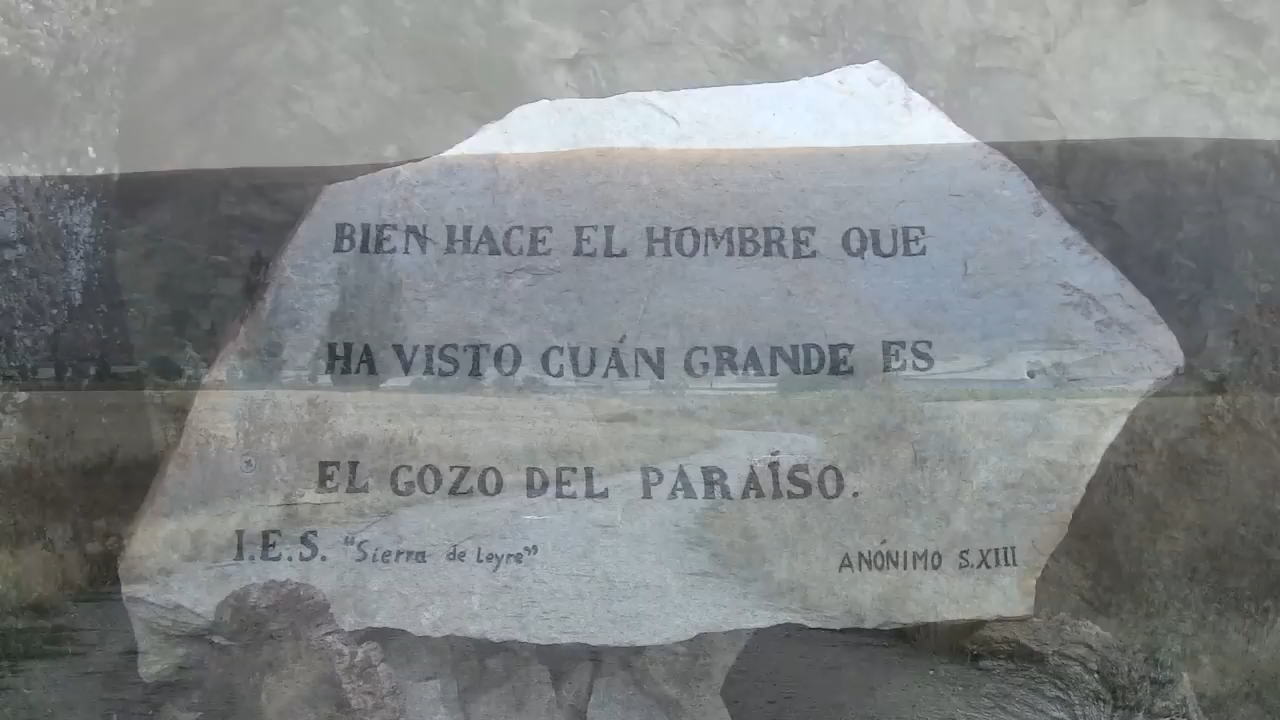 BIEN HACE EL HOMBRE QUE
HA VISTO CUÁN GRANDE ES
EL GOZO DEL PARAÍSO.
I.E.S. "Sierra de Leyre"
ANÓNIMO S.XIII